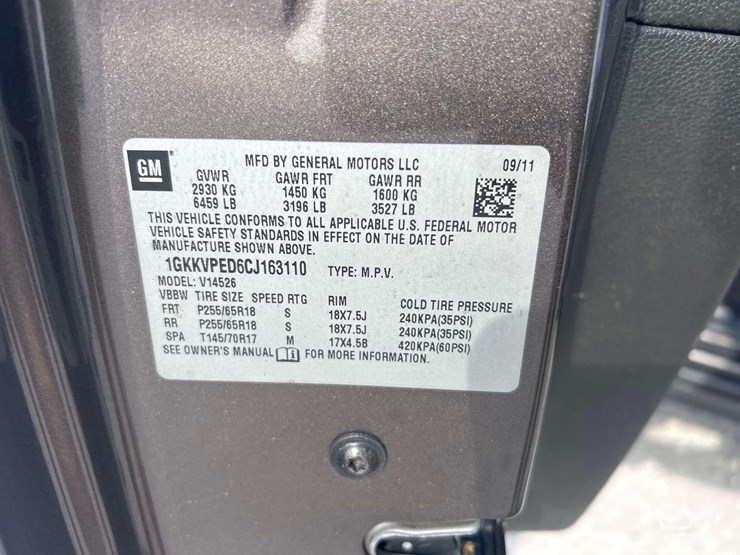 GM
MFD BY GENERAL MOTORS LLC 09/11
GVWR GAWR FRT GAWR RR
2930 KG 1450 KG 1600 KG
6459 LB 3196 LB 3527 LB
THIS VEHICLE CONFORMS TO ALL APPLICABLE U.S. FEDERAL MOTOR
VEHICLE SAFETY STANDARDS IN EFFECT ON THE DATE OF
MANUFACTURE SHOWN ABOVE.
1GKKVPED6CJ163110 TYPE: M.P.V.
MODEL: V14526
VBBW TIRE SIZE SPEED RTG RIM COLD TIRE PRESSURE
FRT P255/65R18 S 18X7.5J 240KPA(35PSI)
RR P255/65R18 S 18X7.5J 240KPA(35PSI)
SPA T145/70R17 M 17X4.5B 420KPA(60PSI)
SEE OWNER'S MANUAL i FOR MORE INFORMATION.